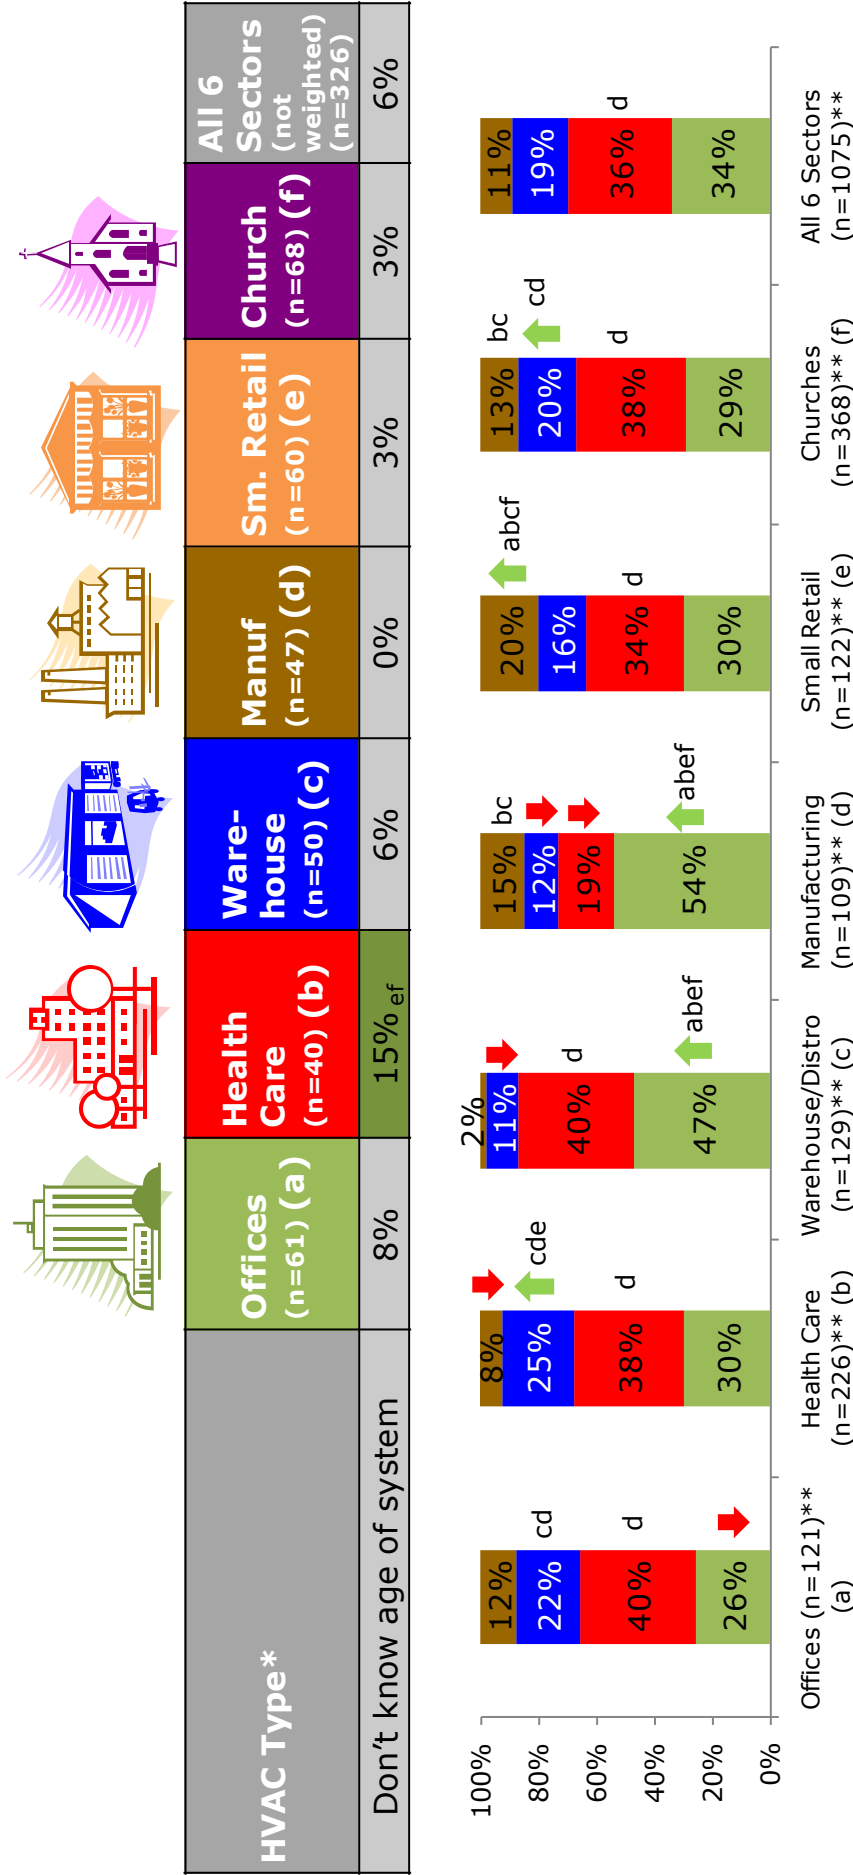 HVAC Type*
Offices
(n=61) (a)
Health
Care
(n=40) (b)
Ware-
house
(n=50) (c)
Manuf
(n=47) (d)
Sm. Retail
(n=60) (e)
Church
(n=68) (f)
All 6
Sectors
(not
weighted)
(n=326)
Don't know age of system
8%
15% ef
6%
0%
3%
3%
6%
100%
80%
60%
40%
20%
0%
12%
22%
cd
40%
d
26%
8%
25%
cde
38%
d
30%
2%
11%
40%
d
47%
abef
15%
bc
12%
19%
54%
abef
20%
abcf
16%
34%
d
30%
13%
bc
20%
cd
38%
d
29%
11%
19%
36%
d
34%
Offices (n=121)**
(a)
Health Care
(n=226)** (b)
Warehouse/Distro
(n=129)** (c)
Manufacturing
(n=109)** (d)
Small Retail
(n=122)** (e)
Churches
(n=368)** (f)
All 6 Sectors
(n=1075)**